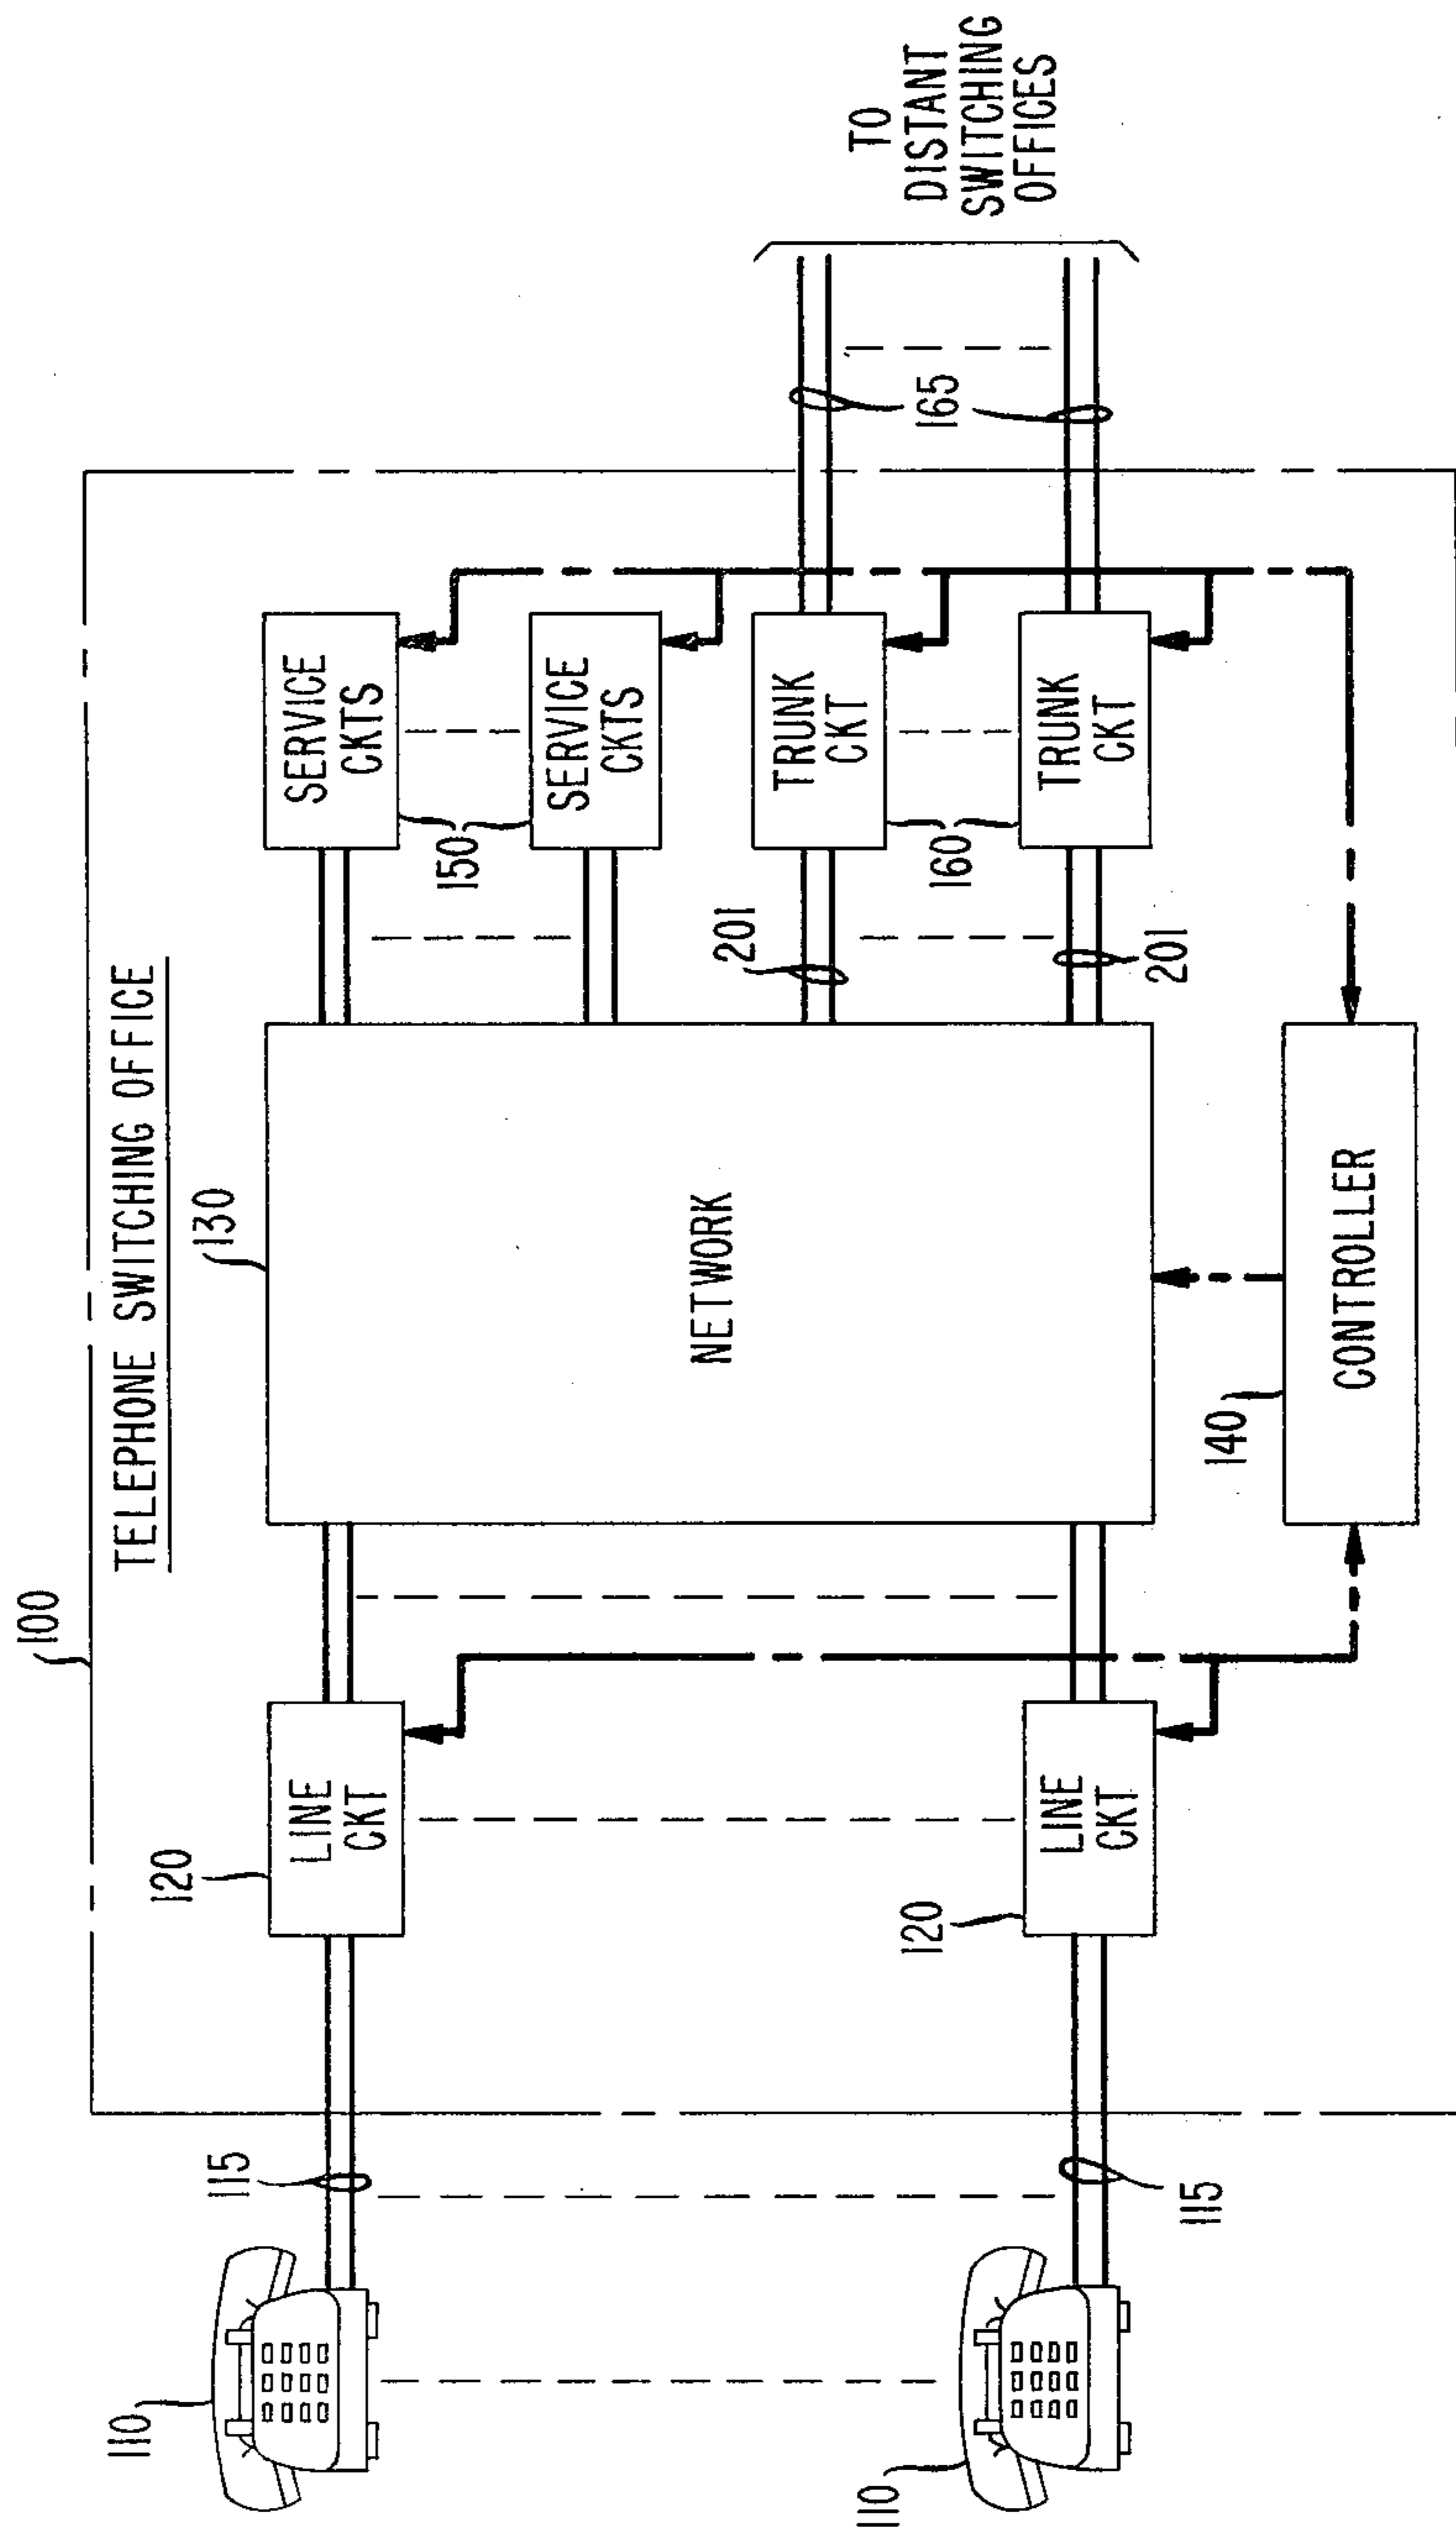 100
TELEPHONE SWITCHING OFFICE
110
115
120
LINE
CKT
130
NETWORK
SERVICE
CKTS
150
SERVICE
CKTS
201
TRUNK
CKT
160
TRUNK
CKT
201
165
TO
DISTANT
SWITCHING
OFFICES
110
115
120
LINE
CKT
140
CONTROLLER